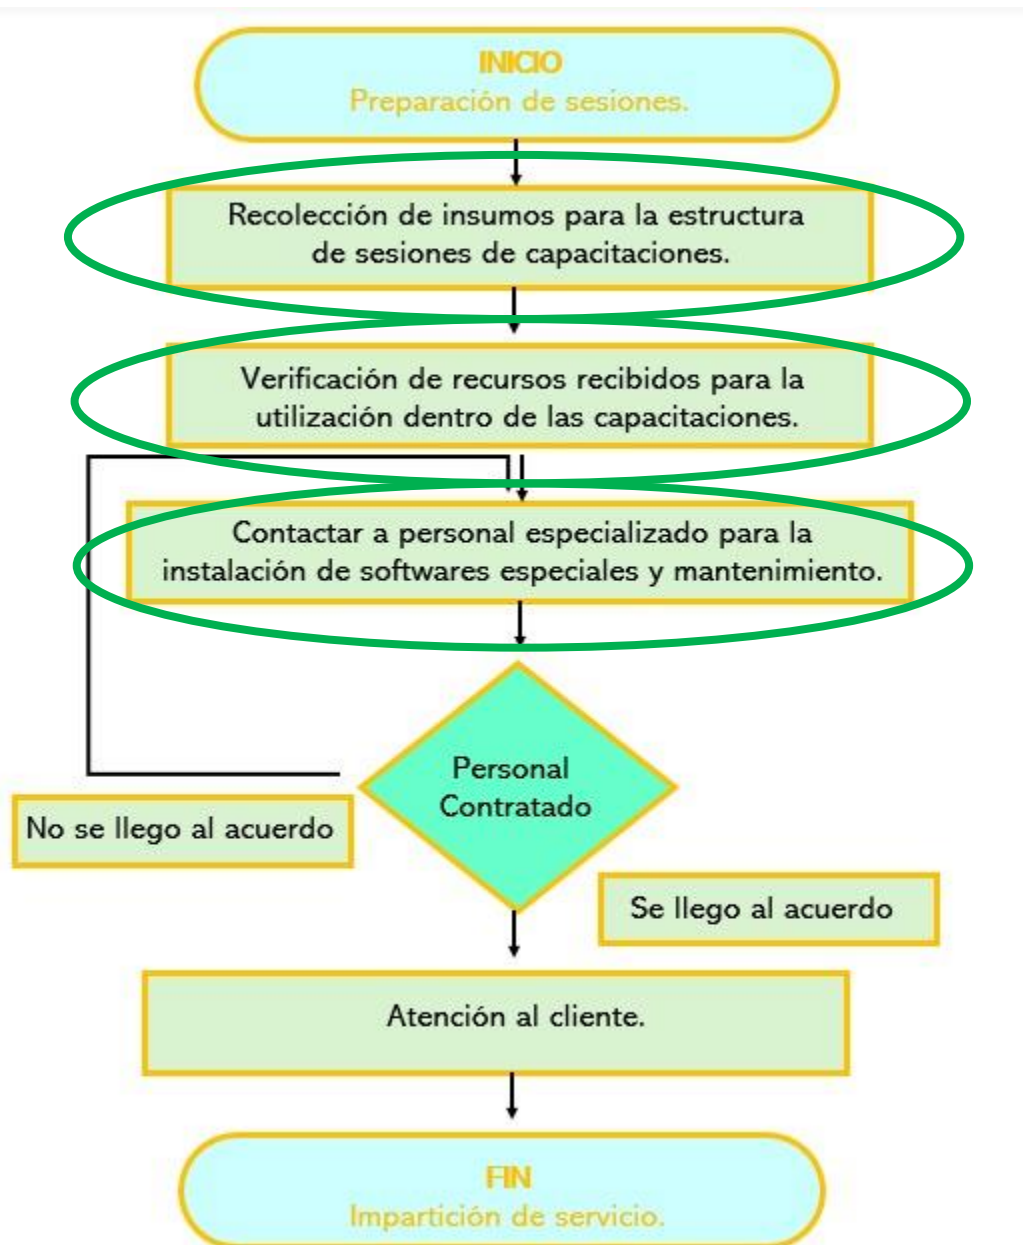 INICIO
Preparación de sesiones.
Recolección de insumos para la estructura
de sesiones de capacitaciones.
Verificación de recursos recibidos para la
utilización dentro de las capacitaciones.
Contactar a personal especializado para la
instalación de softwares especiales y mantenimiento.
Personal
Contratado
No se llego al acuerdo
Se llego al acuerdo
Atención al cliente.
FIN
Impartición de servicio.